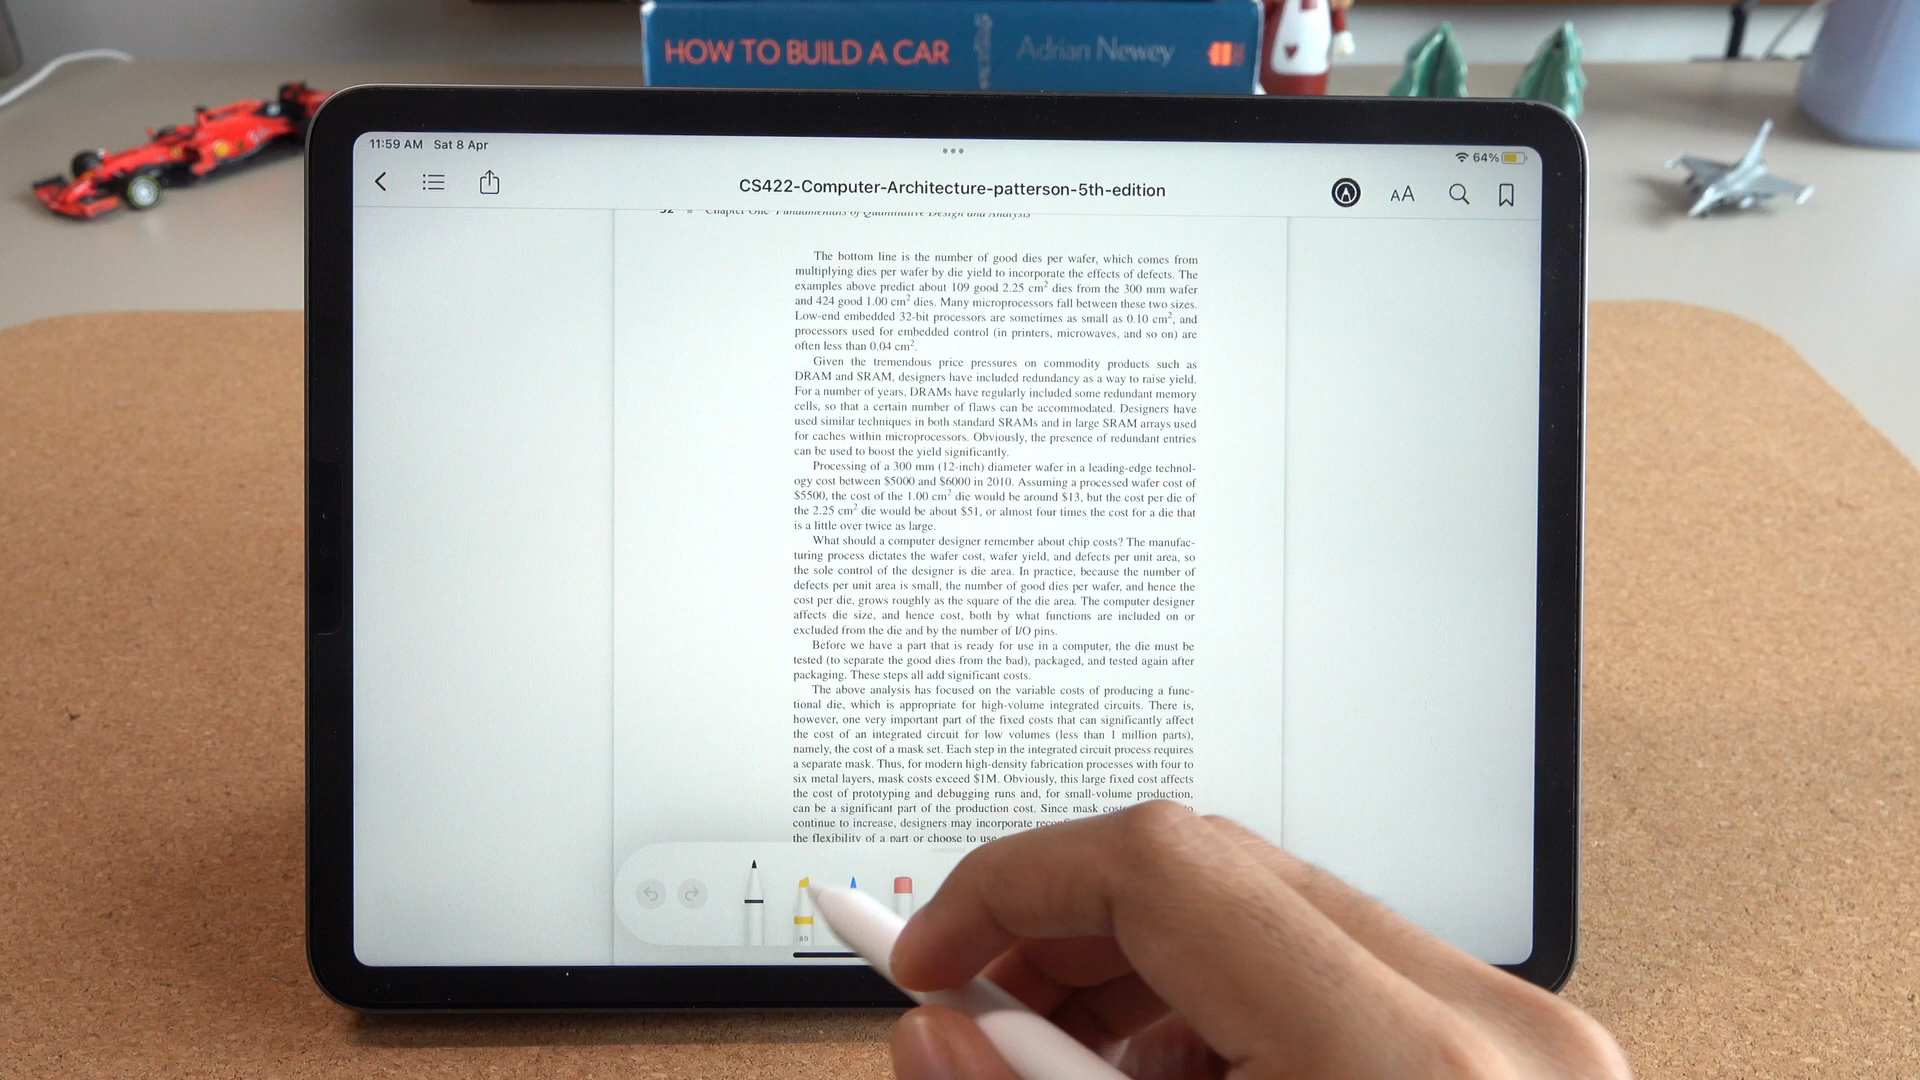 HOW TO BUILD A CAR Adrian Newey
11:59 AM Sat 8 Apr
64%
CS422-Computer-Architecture-patterson-5th-edition
AA
32 Chapter One Fundamentals of Quantitative Design and Analysis
The bottom line is the number of good dies per wafer, which comes from
multiplying dies per wafer by die yield to incorporate the effects of defects. The
examples above predict about 109 good 2.25 cm² dies from the 300 mm wafer
and 424 good 1.00 cm² dies. Many microprocessors fall between these two sizes.
Low-end embedded 32-bit processors are sometimes as small as 0.10 cm², and
processors used for embedded control (in printers, microwaves, and so on) are
often less than 0.04 cm².
Given the tremendous price pressures on commodity products such as
DRAM and SRAM, designers have included redundancy as a way to raise yield.
For a number of years, DRAMs have regularly included some redundant memory
cells, so that a certain number of flaws can be accommodated. Designers have
used similar techniques in both standard SRAMs and in large SRAM arrays used
for caches within microprocessors. Obviously, the presence of redundant entries
can be used to boost the yield significantly.
Processing of a 300 mm (12-inch) diameter wafer in a leading-edge technol-
ogy cost between $5000 and $6000 in 2010. Assuming a processed wafer cost of
$5500, the cost of the 1.00 cm² die would be around $13, but the cost per die of
the 2.25 cm² die would be about $51, or almost four times the cost for a die that
is a little over twice as large.
What should a computer designer remember about chip costs? The manufac-
turing process dictates the wafer cost, wafer yield, and defects per unit area, so
the sole control of the designer is die area. In practice, because the number of
defects per unit area is small, the number of good dies per wafer, and hence the
cost per die, grows roughly as the square of the die area. The computer designer
affects die size, and hence cost, both by what functions are included on or
excluded from the die and by the number of I/O pins.
Before we have a part that is ready for use in a computer, the die must be
tested (to separate the good dies from the bad), packaged, and tested again after
packaging. These steps all add significant costs.
The above analysis has focused on the variable costs of producing a func-
tional die, which is appropriate for high-volume integrated circuits. There is,
however, one very important part of the fixed costs that can significantly affect
the cost of an integrated circuit for low volumes (less than 1 million parts),
namely, the cost of a mask set. Each step in the integrated circuit process requires
a separate mask. Thus, for modern high-density fabrication processes with four to
six metal layers, mask costs exceed $1M. Obviously, this large fixed cost affects
the cost of prototyping and debugging runs and, for small-volume production,
can be a significant part of the production cost. Since mask
continue to increase, designers may incorporate
the flexibility of a part or choose to use
80